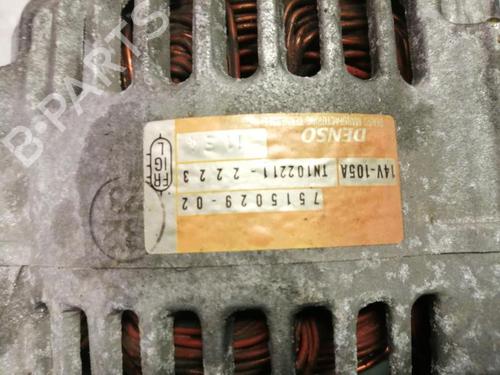 7515029-02
14V-105A TN102211-2223
DENSO
FR
IG
L
B-PARTS